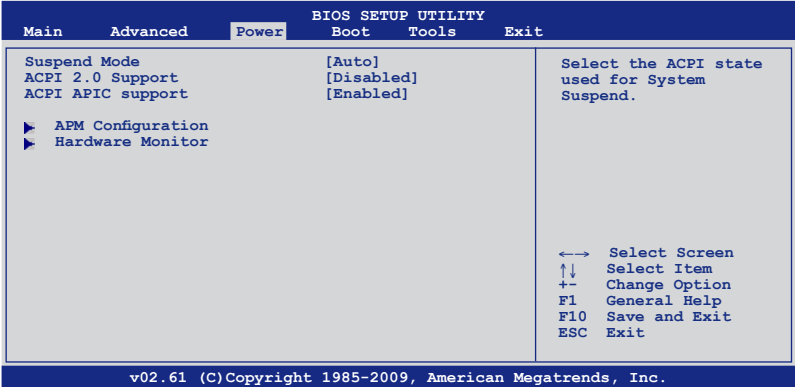 BIOS SETUP UTILITY
Main Advanced Power Boot Tools Exit
Suspend Mode [Auto]
ACPI 2.0 Support [Disabled]
ACPI APIC support [Enabled]
APM Configuration
Hardware Monitor
Select the ACPI state
used for System
Suspend.
←→ Select Screen
↑↓ Select Item
+- Change Option
F1 General Help
F10 Save and Exit
ESC Exit
v02.61 (C)Copyright 1985-2009, American Megatrends, Inc.